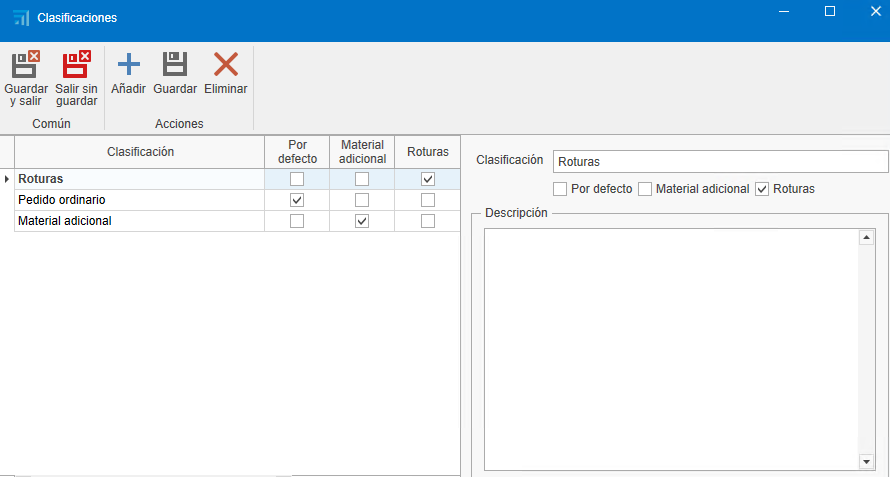 Clasificaciones
Guardar
y salir
Salir sin
guardar
Añadir
Guardar
Eliminar
Común
Acciones
Clasificación
Por
defecto
Material
adicional
Roturas
Roturas
Pedido ordinario
Material adicional
Clasificación
Roturas
Por defecto
Material adicional
Roturas
Descripción